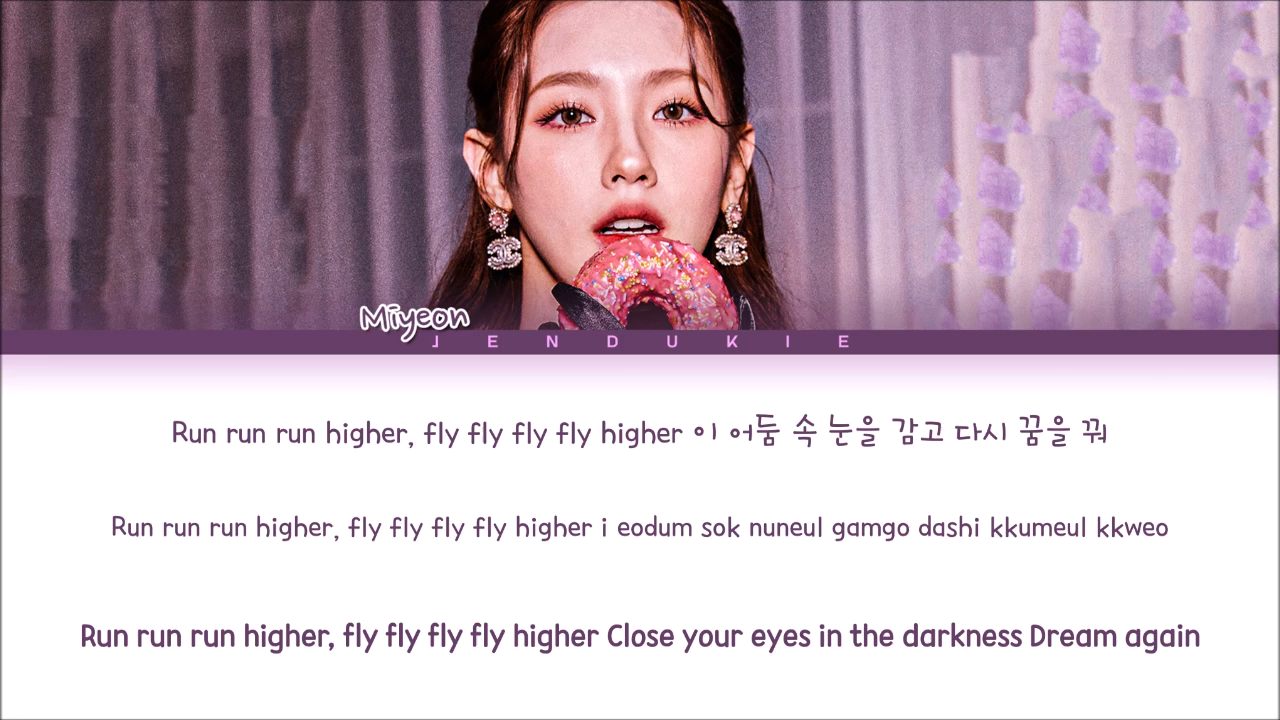 Miyeon
JENDUKIE
Run run run higher, fly fly fly fly higher 이 어둠 속 눈을 감고 다시 꿈을 꿔
Run run run higher, fly fly fly fly higher i eodum sok nuneul gamgo dashi kkumeul kkweo
Run run run higher, fly fly fly fly higher Close your eyes in the darkness Dream again